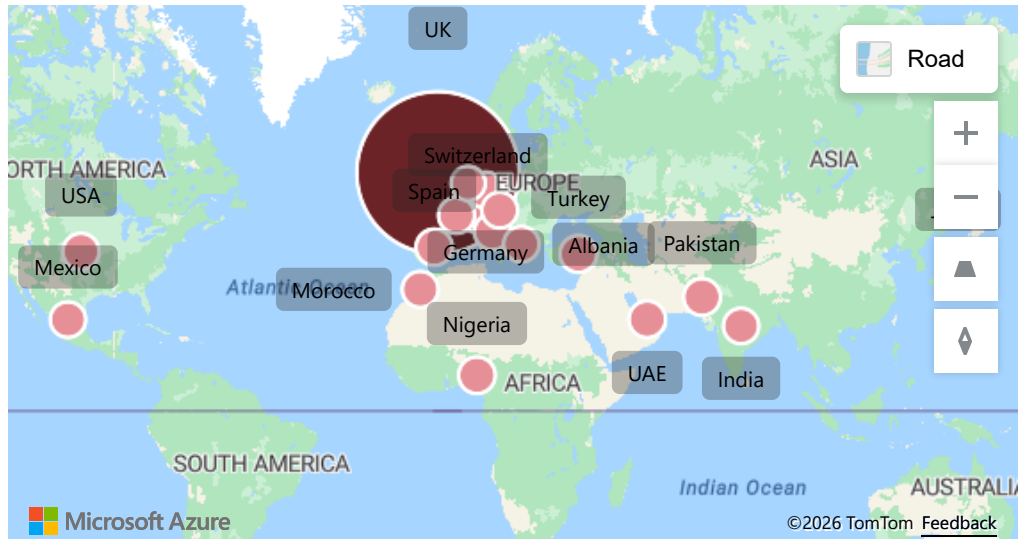 UK
Road
ASIA
Switzerland
ORTH AMERICA
EUROPE
USA
Spain
Turkey
Germany
Albania
Pakistan
Mexico
Atlantic Ocean
Morocco
Nigeria
UAE
India
AFRICA
SOUTH AMERICA
Indian Ocean
AUSTRALIA
Microsoft Azure
©2026 TomTom Feedback